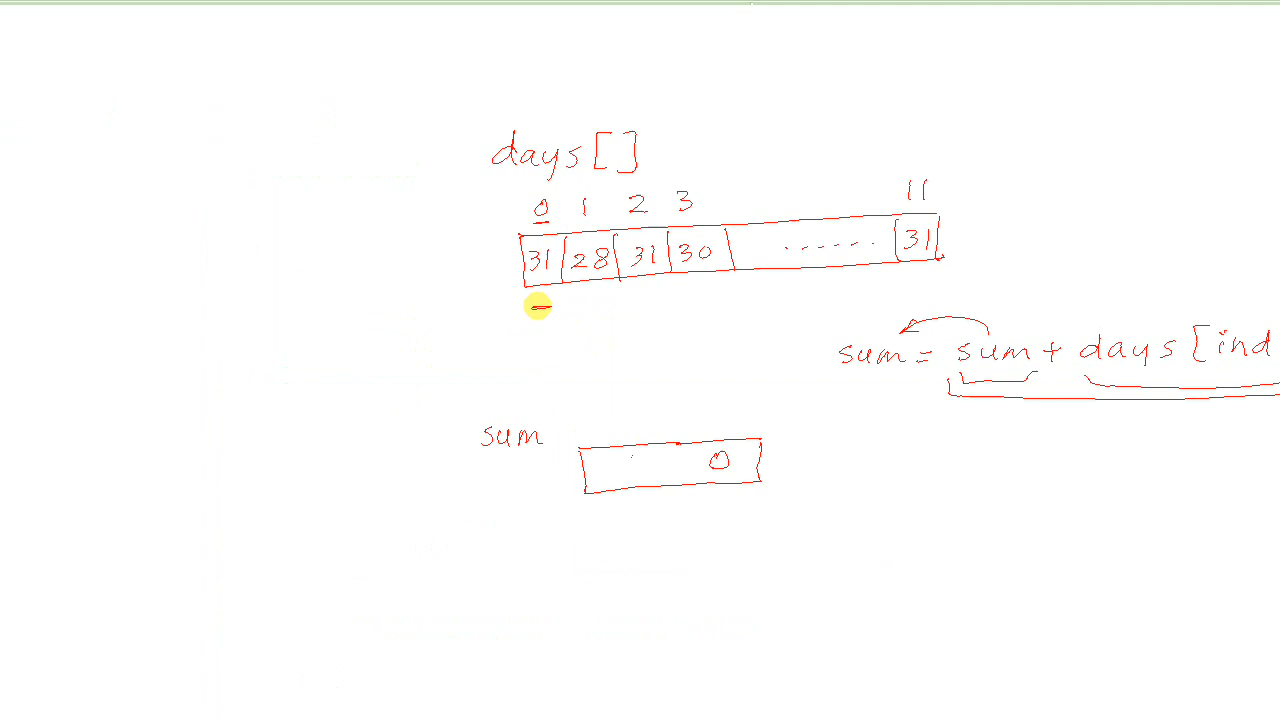 days[]
0 1 2 3 11
31 28 31 30 ...... 31
sum = sum + days [ind
sum
0